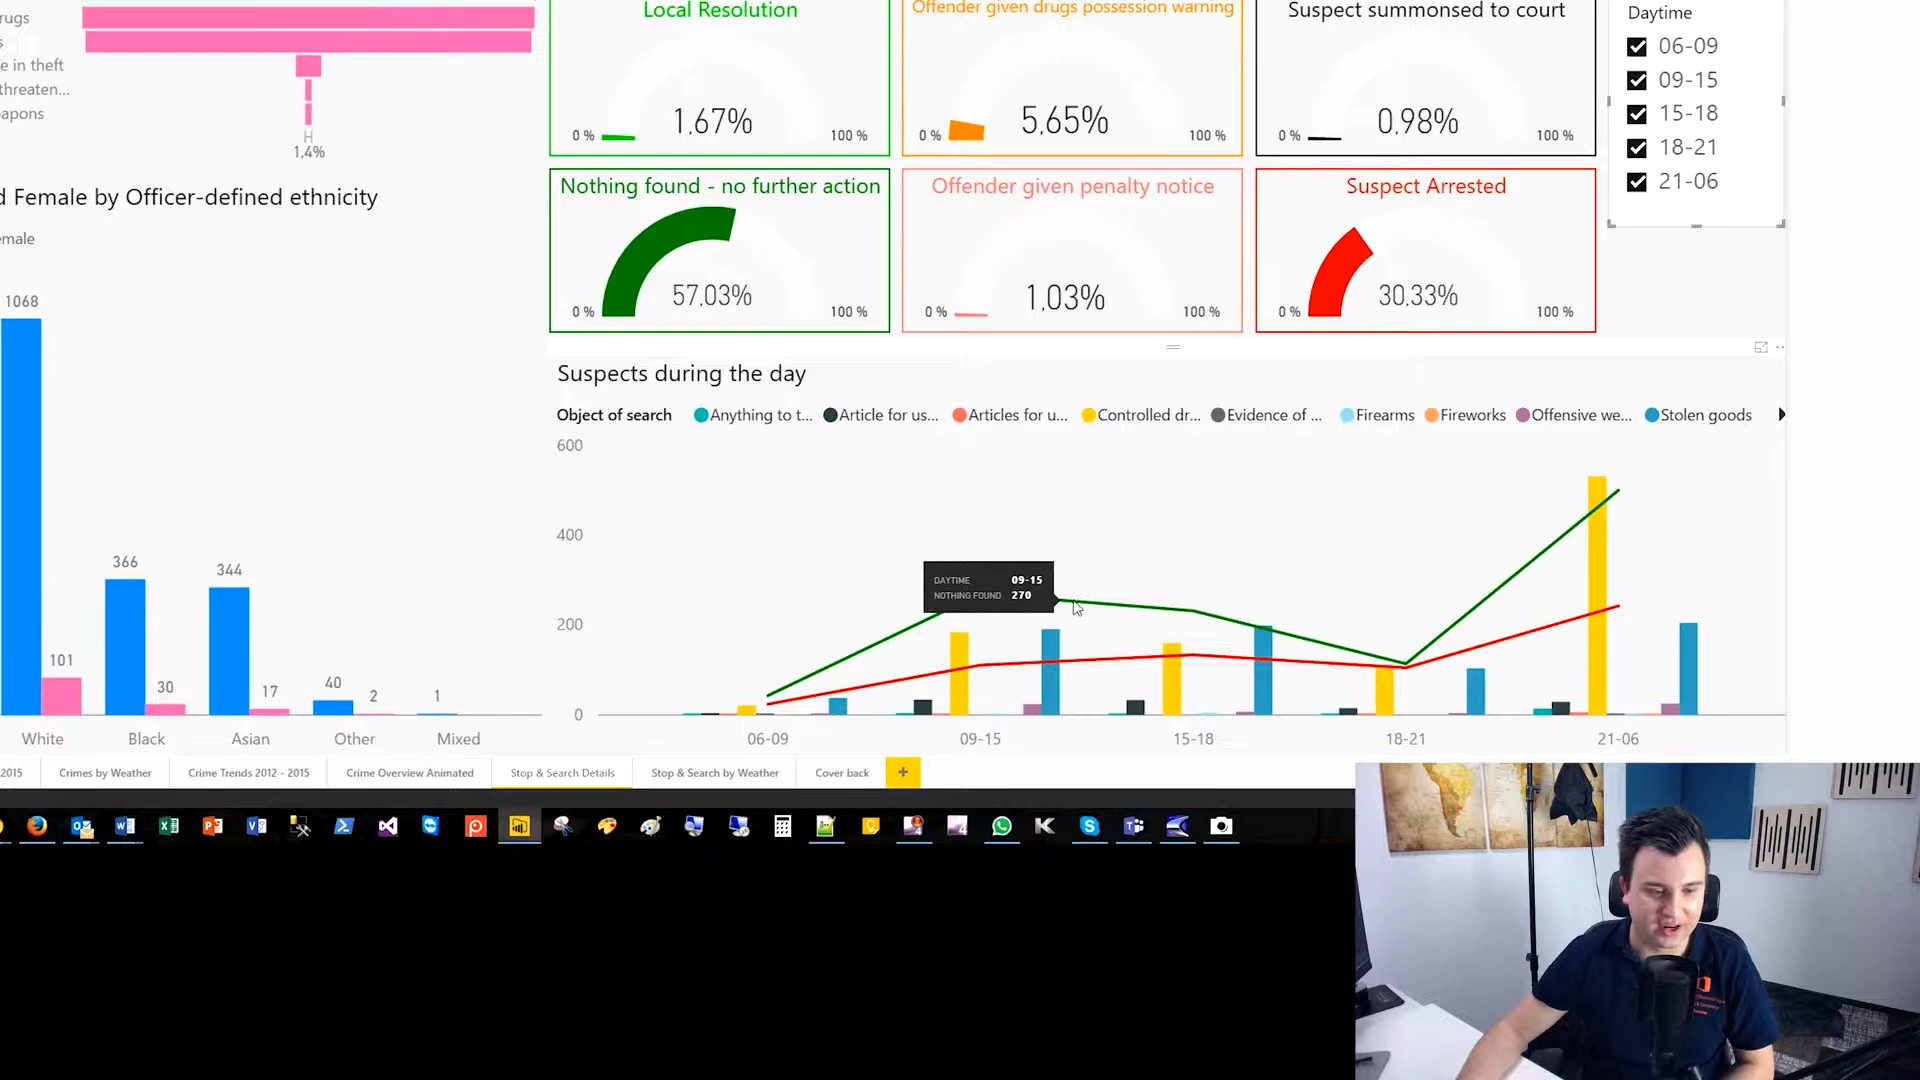 rugs
s
e in theft
threaten...
apons
H
1,4%
d Female by Officer-defined ethnicity
emale
1068
101
366
30
344
17
40
2
1
White
Black
Asian
Other
Mixed
Local Resolution
0 %
1,67%
100 %
Offender given drugs possession warning
0 %
5,65%
100 %
Suspect summonsed to court
0 %
0,98%
100 %
Nothing found - no further action
0 %
57,03%
100 %
Offender given penalty notice
0 %
1,03%
100 %
Suspect Arrested
0 %
30,33%
100 %
Daytime
06-09
09-15
15-18
18-21
21-06
Suspects during the day
Object of search Anything to t... Article for us... Articles for u... Controlled dr... Evidence of ... Firearms Fireworks Offensive we... Stolen goods
600
400
200
0
DAYTIME 09-15
NOTHING FOUND 270
06-09
09-15
15-18
18-21
21-06
2015
Crimes by Weather
Crime Trends 2012 - 2015
Crime Overview Animated
Stop & Search Details
Stop & Search by Weather
Cover back
+